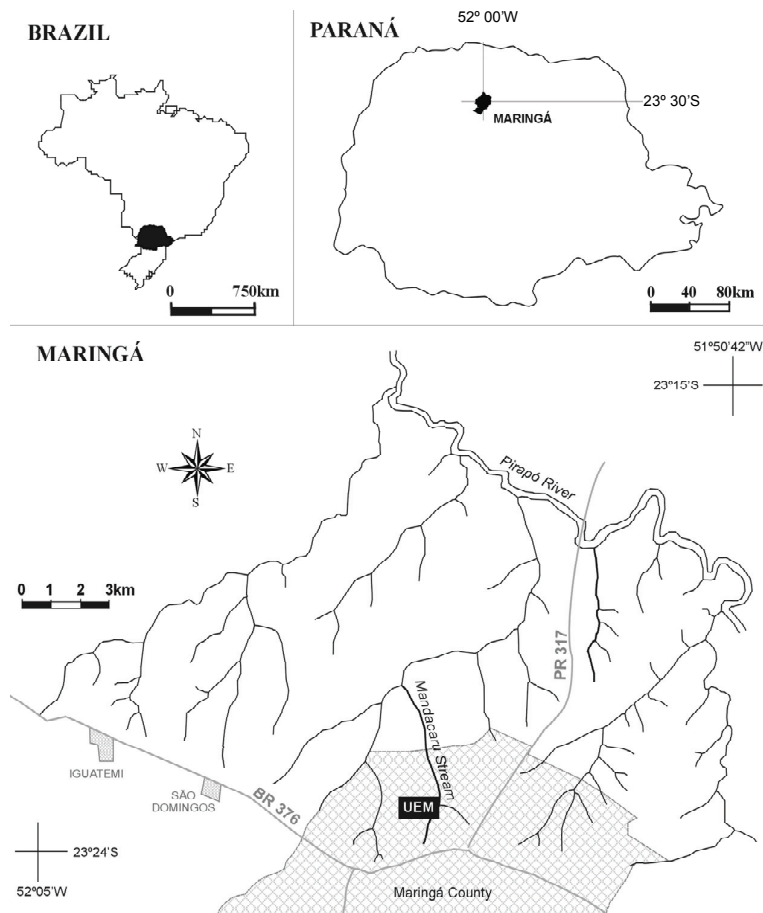 BRAZIL
0 750km
PARANÁ
52º 00'W
23º 30'S
MARINGÁ
0 40 80km
MARINGÁ
51º50'42"W
23º15'S
N
W E
S
Pirapó River
0 1 2 3km
PR 317
Mandacaru Stream
IGUATEMI
SÃO
DOMINGOS
BR 376
UEM
23º24'S
52º05'W
Maringá County